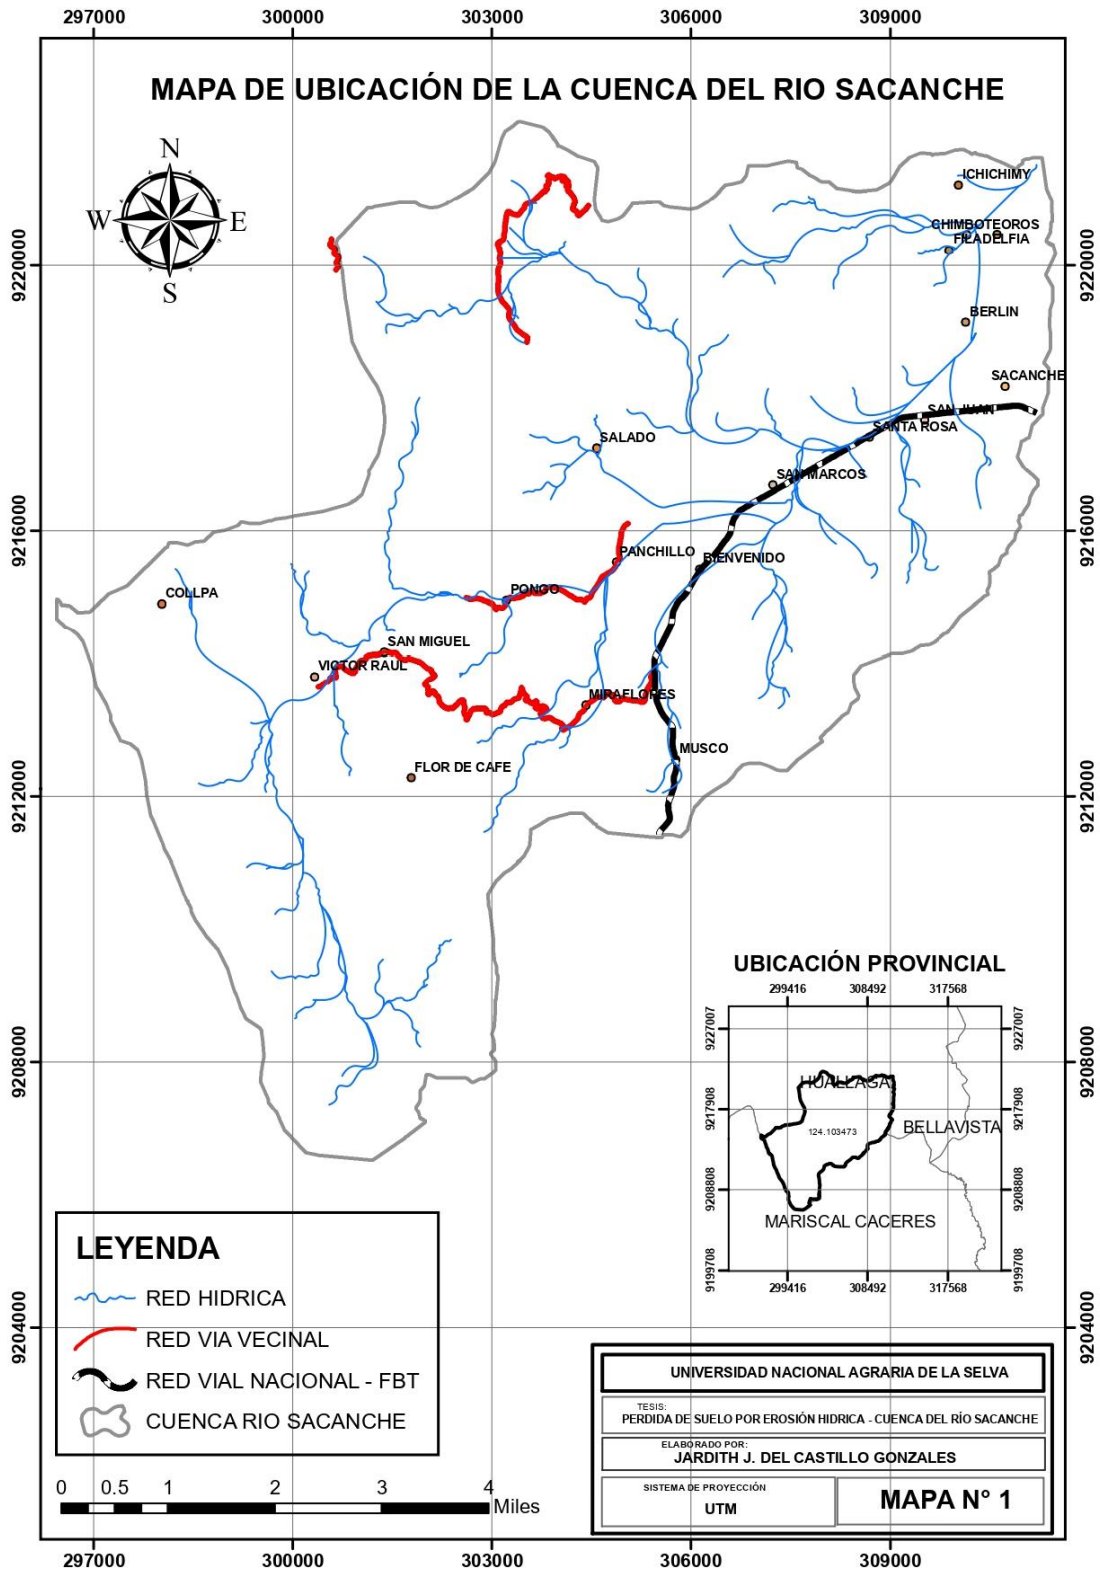 297000 300000 303000 306000 309000
MAPA DE UBICACIÓN DE LA CUENCA DEL RIO SACANCHE
N
W E
S
ICHICHIMY
CHIMBOTEOROS
FILADELFIA
9220000 9220000
BERLIN
SACANCHE
SAN JUAN
SANTA ROSA
SALADO
SAN MARCOS
9216000 9216000
PANCHILLO
BIENVENIDO
PONGO
COLLPA
SAN MIGUEL
VICTOR RAUL
MIRAFLORES
MUSCO
FLOR DE CAFE
9212000 9212000
9208000 9208000
UBICACIÓN PROVINCIAL
299416 308492 317568
9227007 9227007
HUALLAGA
9217908 9217908
124.103473
BELLAVISTA
9208808 9208808
MARISCAL CACERES
9199708 9199708
299416 308492 317568
LEYENDA
RED HIDRICA
RED VIA VECINAL
RED VIAL NACIONAL - FBT
CUENCA RIO SACANCHE
9204000 9204000
0 0.5 1 2 3 4
Miles
UNIVERSIDAD NACIONAL AGRARIA DE LA SELVA
TESIS:
PERDIDA DE SUELO POR EROSIÓN HIDRICA - CUENCA DEL RÍO SACANCHE
ELABORADO POR:
JARDITH J. DEL CASTILLO GONZALES
SISTEMA DE PROYECCIÓN
UTM
MAPA N° 1
297000 300000 303000 306000 309000